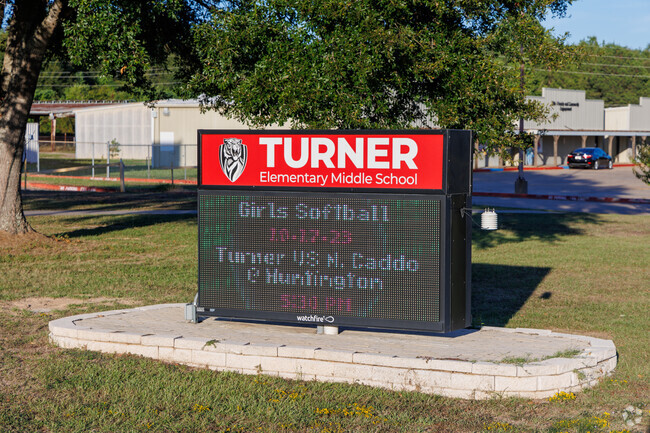 TURNER
Elementary Middle School
Girls Softball
10-17-23
Turner VS N. Caddo
@ Huntington
5:30 PM
watchfire